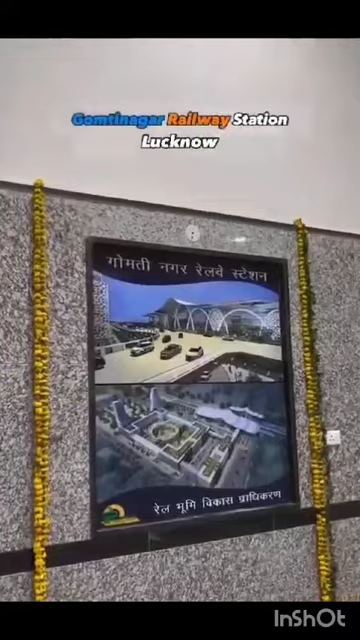 Gomtinagar Railway Station
Lucknow
गोमती नगर रेलवे स्टेशन
रेल भूमि विकास प्राधिकरण
InShOt